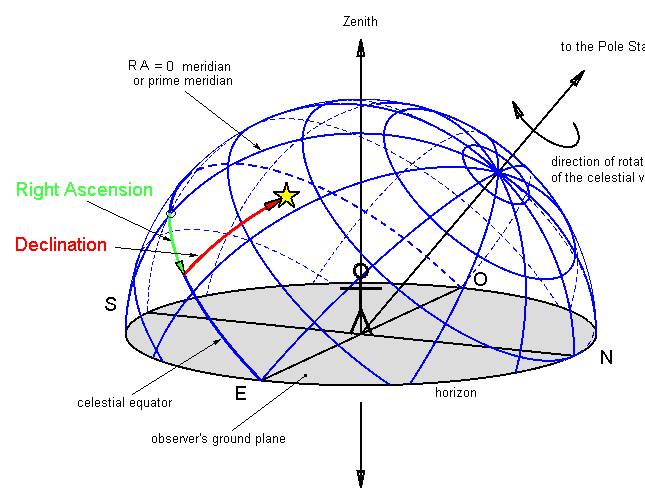 Zenith
to the Pole Sta
R A = 0 meridian
or prime meridian
direction of rotat
of the celestial v
Right Ascension
Declination
S
O
N
E
celestial equator
horizon
observer's ground plane